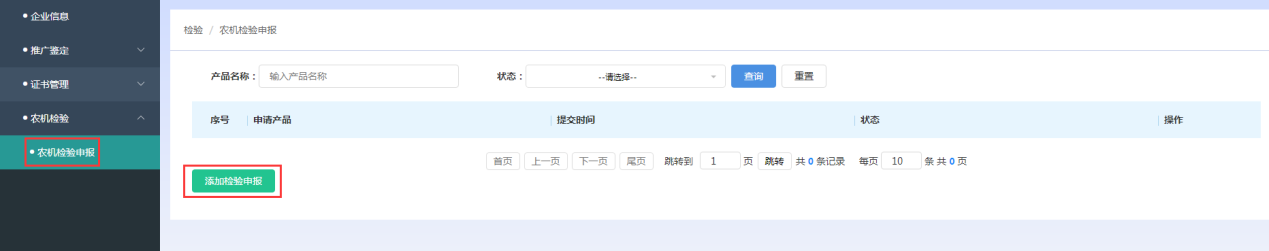 企业信息
推广鉴定
证书管理
农机检验
农机检验申报
检验 / 农机检验申报
产品名称： 输入产品名称 状态： --请选择-- 查询 重置
序号 申请产品 提交时间 状态 操作
首页 上一页 下一页 尾页 跳转到 1 页 跳转 共 0 条记录 每页 10 条 共 0 页
添加检验申报